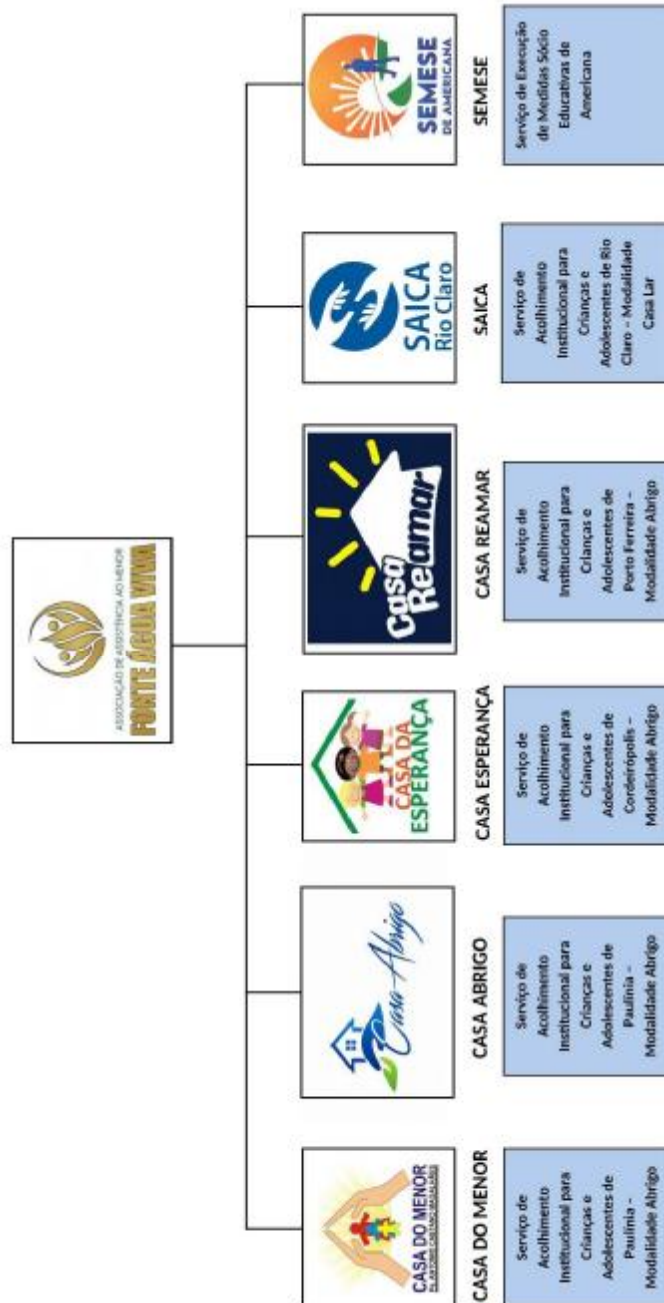 ASSOCIAÇÃO DE ASSISTÊNCIA AO MENOR
FONTE ÁGUA VIVA
CASA DO MENOR
PE. ANTONIO CAETANO MAGALHÃES
CASA DO MENOR
Serviço de
Acolhimento
Institucional para
Crianças e
Adolescentes de
Paulínia –
Modalidade Abrigo
Casa-Abrigo
CASA ABRIGO
Serviço de
Acolhimento
Institucional para
Crianças e
Adolescentes de
Paulínia –
Modalidade Abrigo
CASA DA
ESPERANÇA
CASA ESPERANÇA
Serviço de
Acolhimento
Institucional para
Crianças e
Adolescentes de
Cordeirópolis –
Modalidade Abrigo
Casa
Reamar
CASA REAMAR
Serviço de
Acolhimento
Institucional para
Crianças e
Adolescentes de
Porto Ferreira –
Modalidade Abrigo
SAICA
Rio Claro
SAICA
Serviço de
Acolhimento
Institucional para
Crianças e
Adolescentes de Rio
Claro – Modalidade
Casa Lar
SEMESE
DE AMERICANA
SEMESE
Serviço de Execução
de Medidas Sócio
Educativas de
Americana